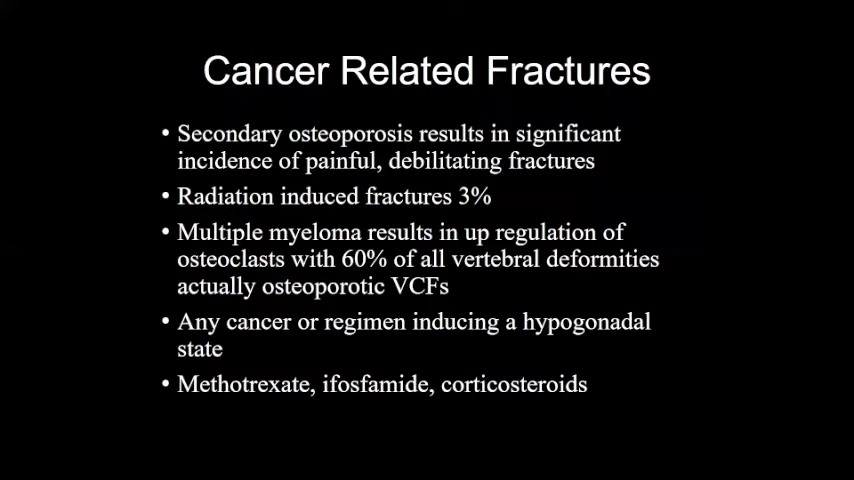 Cancer Related Fractures
• Secondary osteoporosis results in significant
incidence of painful, debilitating fractures
• Radiation induced fractures 3%
• Multiple myeloma results in up regulation of
osteoclasts with 60% of all vertebral deformities
actually osteoporotic VCFs
• Any cancer or regimen inducing a hypogonadal
state
• Methotrexate, ifosfamide, corticosteroids